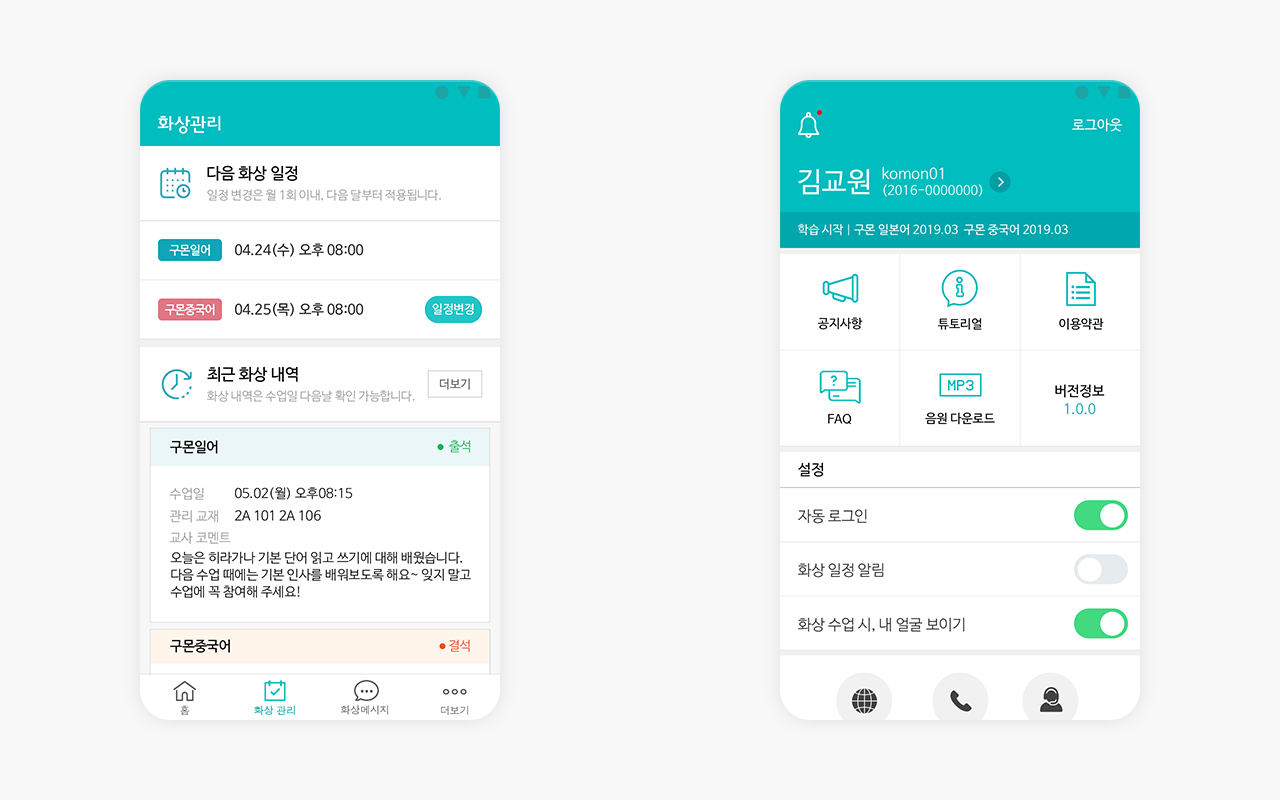 화상관리
다음 화상 일정
일정 변경은 월 1회 이내, 다음 달부터 적용됩니다.
구몬일어 04.24(수) 오후 08:00
구몬중국어 04.25(목) 오후 08:00 일정변경
최근 화상 내역
화상 내역은 수업일 다음날 확인 가능합니다.
더보기
구몬일어 출석
수업일 05.02(월) 오후08:15
관리 교재 2A 101 2A 106
교사 코멘트
오늘은 히라가나 기본 단어 읽고 쓰기에 대해 배웠습니다.
다음 수업 때에는 기본 인사를 배워보도록 해요~ 잊지 말고
수업에 꼭 참여해 주세요!
구몬중국어 결석
홈 화상 관리 화상메시지 더보기
로그아웃
김교원 komon01
(2016-0000000)
학습 시작 | 구몬 일본어 2019.03 구몬 중국어 2019.03
공지사항 튜토리얼 이용약관
?
MP3
FAQ 음원 다운로드 버전정보
1.0.0
설정
자동 로그인
화상 일정 알림
화상 수업 시, 내 얼굴 보이기